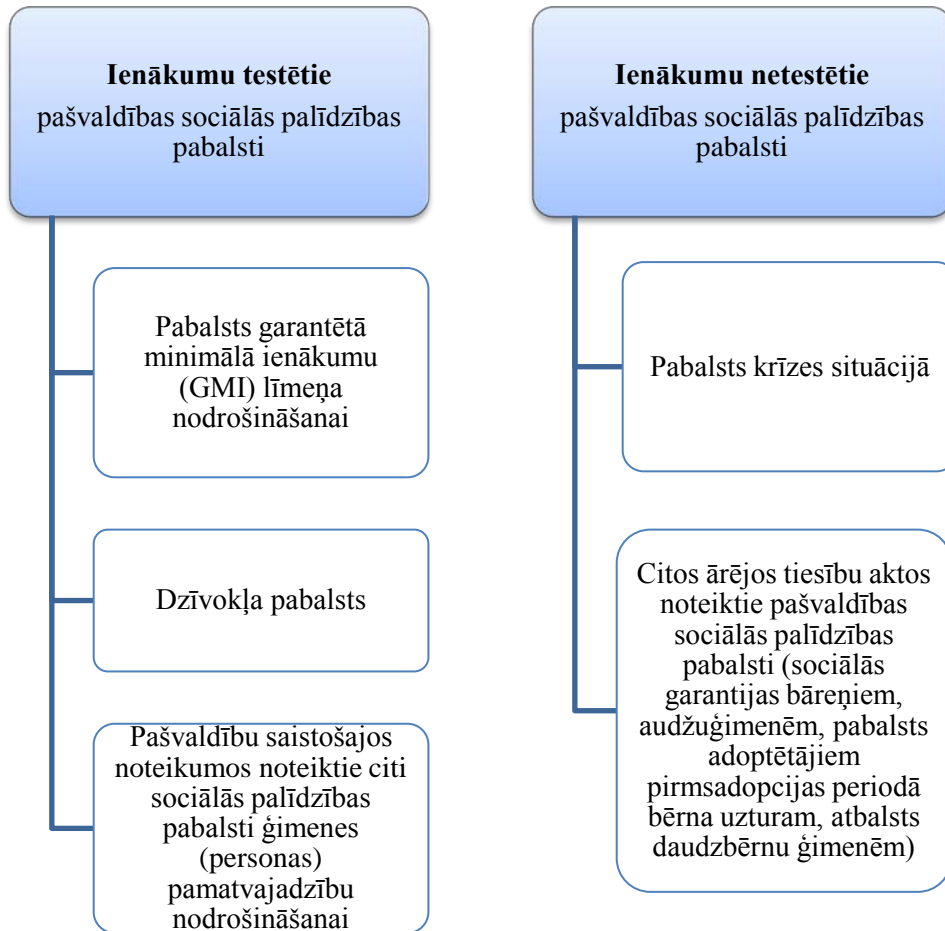 Ienākumu testētie
pašvaldības sociālās palīdzības
pabalsti
Pabalsts garantētā
minimālā ienākumu
(GMI) līmeņa
nodrošināšanai
Dzīvokļa pabalsts
Pašvaldību saistošajos
noteikumos noteiktie citi
sociālās palīdzības
pabalsti ģimenes
(personas)
pamatvajadzību
nodrošināšanai
Ienākumu netestētie
pašvaldības sociālās palīdzības
pabalsti
Pabalsts krīzes situācijā
Citos ārējos tiesību aktos
noteiktie pašvaldības
sociālās palīdzības
pabalsti (sociālās
garantijas bāreņiem,
audžuģimenēm, pabalsts
adoptētājiem
pirmsadopcijas periodā
bērna uzturam, atbalsts
daudzbērnu ģimenēm)